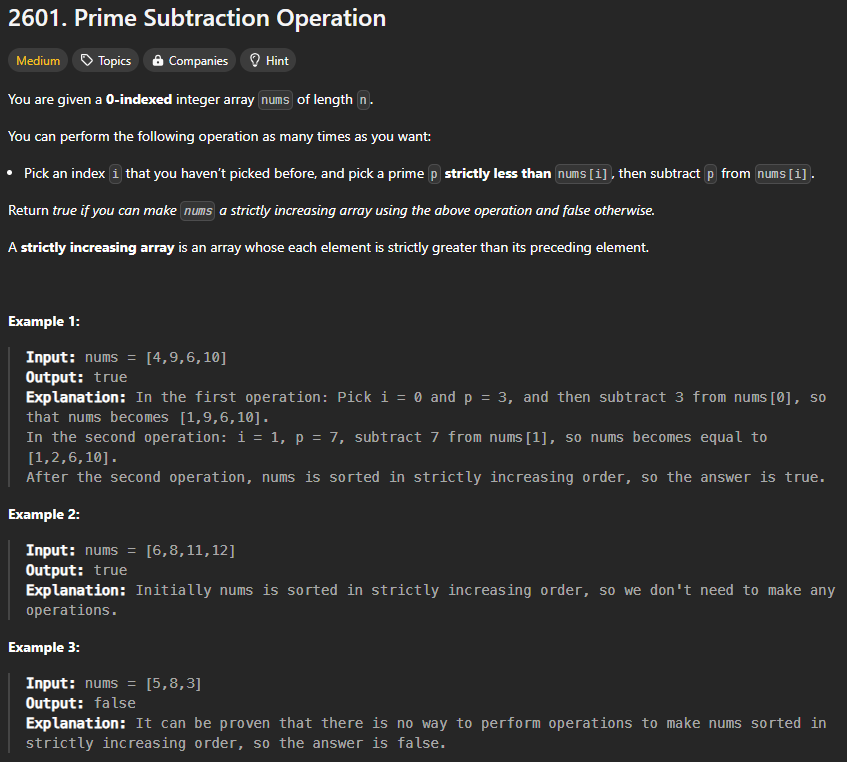 2601. Prime Subtraction Operation
Medium Topics Companies Hint
You are given a 0-indexed integer array nums of length n.
You can perform the following operation as many times as you want:
• Pick an index i that you haven't picked before, and pick a prime p strictly less than nums[i], then subtract p from nums[i].
Return true if you can make nums a strictly increasing array using the above operation and false otherwise.
A strictly increasing array is an array whose each element is strictly greater than its preceding element.
Example 1:
Input: nums = [4,9,6,10]
Output: true
Explanation: In the first operation: Pick i = 0 and p = 3, and then subtract 3 from nums[0], so
that nums becomes [1,9,6,10].
In the second operation: i = 1, p = 7, subtract 7 from nums[1], so nums becomes equal to
[1,2,6,10].
After the second operation, nums is sorted in strictly increasing order, so the answer is true.
Example 2:
Input: nums = [6,8,11,12]
Output: true
Explanation: Initially nums is sorted in strictly increasing order, so we don't need to make any
operations.
Example 3:
Input: nums = [5,8,3]
Output: false
Explanation: It can be proven that there is no way to perform operations to make nums sorted in
strictly increasing order, so the answer is false.